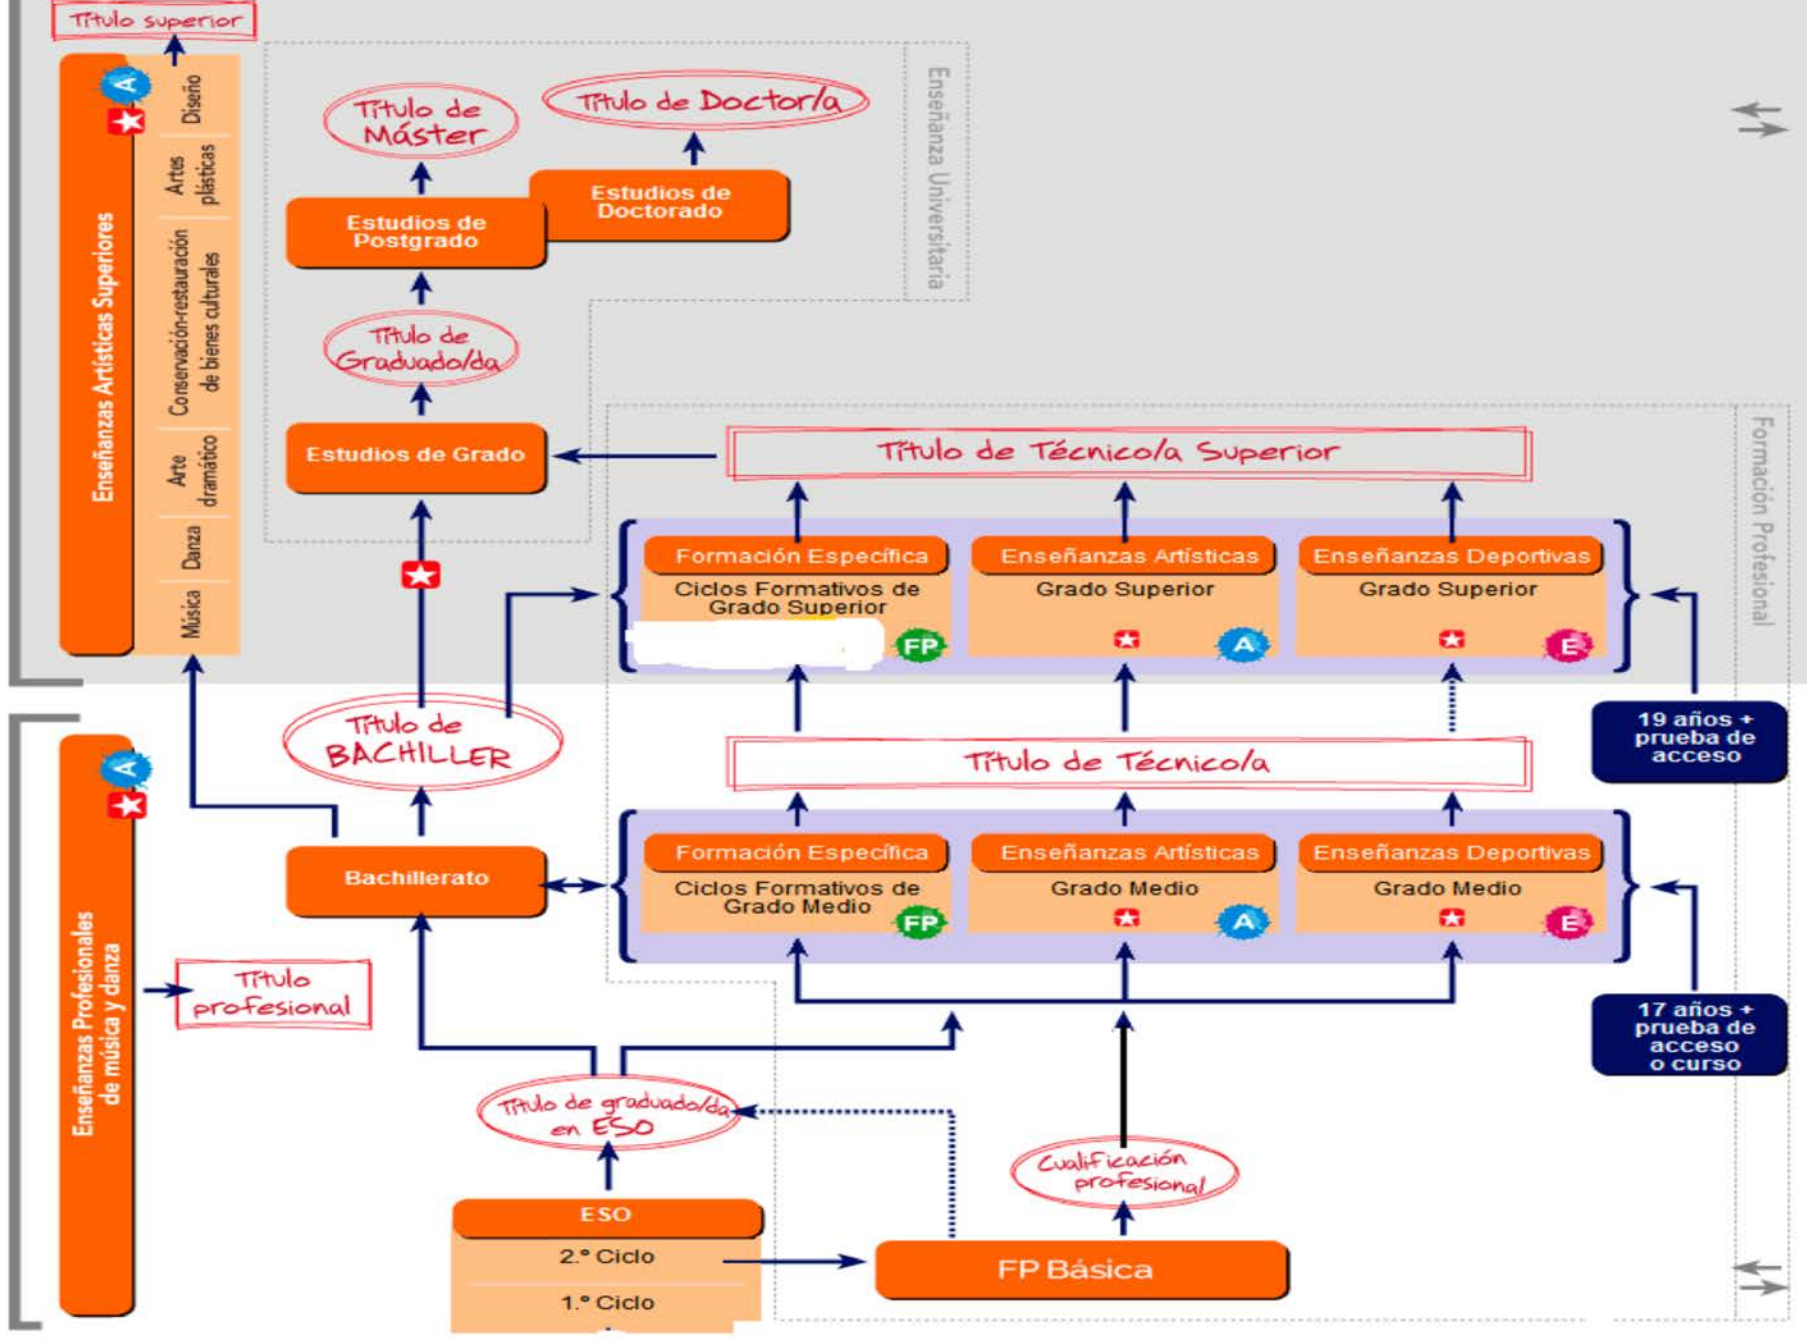 Título superior
Enseñanzas Artísticas Superiores
A
Diseño
Artes
plásticas
Conservación-restauración
de bienes culturales
Arte
dramático
Danza
Música
Enseñanza Universitaria
Título de
Máster
Título de Doctor/a
Estudios de
Postgrado
Estudios de
Doctorado
Título de
Graduado/da
Estudios de Grado
Formación Profesional
Título de Técnico/a Superior
Formación Específica
Ciclos Formativos de
Grado Superior
FP
Enseñanzas Artísticas
Grado Superior
A
Enseñanzas Deportivas
Grado Superior
E
19 años +
prueba de
acceso
Título de
BACHILLER
Título de Técnico/a
Bachillerato
Formación Específica
Ciclos Formativos de
Grado Medio
FP
Enseñanzas Artísticas
Grado Medio
A
Enseñanzas Deportivas
Grado Medio
E
17 años +
prueba de
acceso
o curso
Enseñanzas Profesionales
de música y danza
A
Título
profesional
Título de graduado/da
en ESO
Cualificación
profesional
ESO
2.º Ciclo
1.º Ciclo
FP Básica